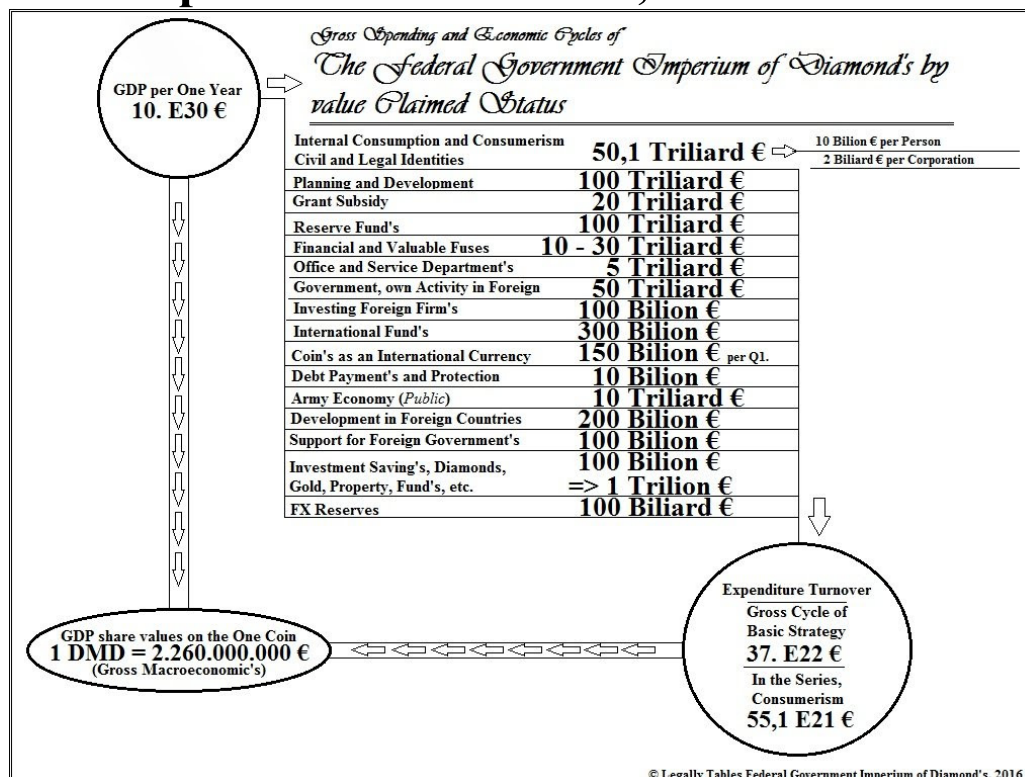 GDP per One Year
10. E30 €
Gross Spending and Economic Cycles of
The Federal Government Imperium of Diamond's by
value Claimed Status
Internal Consumption and Consumerism
Civil and Legal Identities 50,1 Triliard €
10 Bilion € per Person
2 Biliard € per Corporation
Planning and Development 100 Triliard €
Grant Subsidy 20 Triliard €
Reserve Fund's 100 Triliard €
Financial and Valuable Fuses 10 - 30 Triliard €
Office and Service Department's 5 Triliard €
Government, own Activity in Foreign 50 Triliard €
Investing Foreign Firm's 100 Bilion €
International Fund's 300 Bilion €
Coin's as an International Currency 150 Bilion € per Q1.
Debt Payment's and Protection 10 Bilion €
Army Economy (Public) 10 Triliard €
Development in Foreign Countries 200 Bilion €
Support for Foreign Government's 100 Bilion €
Investment Saving's, Diamonds, 100 Bilion €
Gold, Property, Fund's, etc. => 1 Trilion €
FX Reserves 100 Biliard €
Expenditure Turnover
Gross Cycle of
Basic Strategy
37. E22 €
In the Series,
Consumerism
55,1 E21 €
GDP share values on the One Coin
1 DMD = 2.260.000.000 €
(Gross Macroeconomic's)
© Legally Tables Federal Government Imperium of Diamond's, 2016